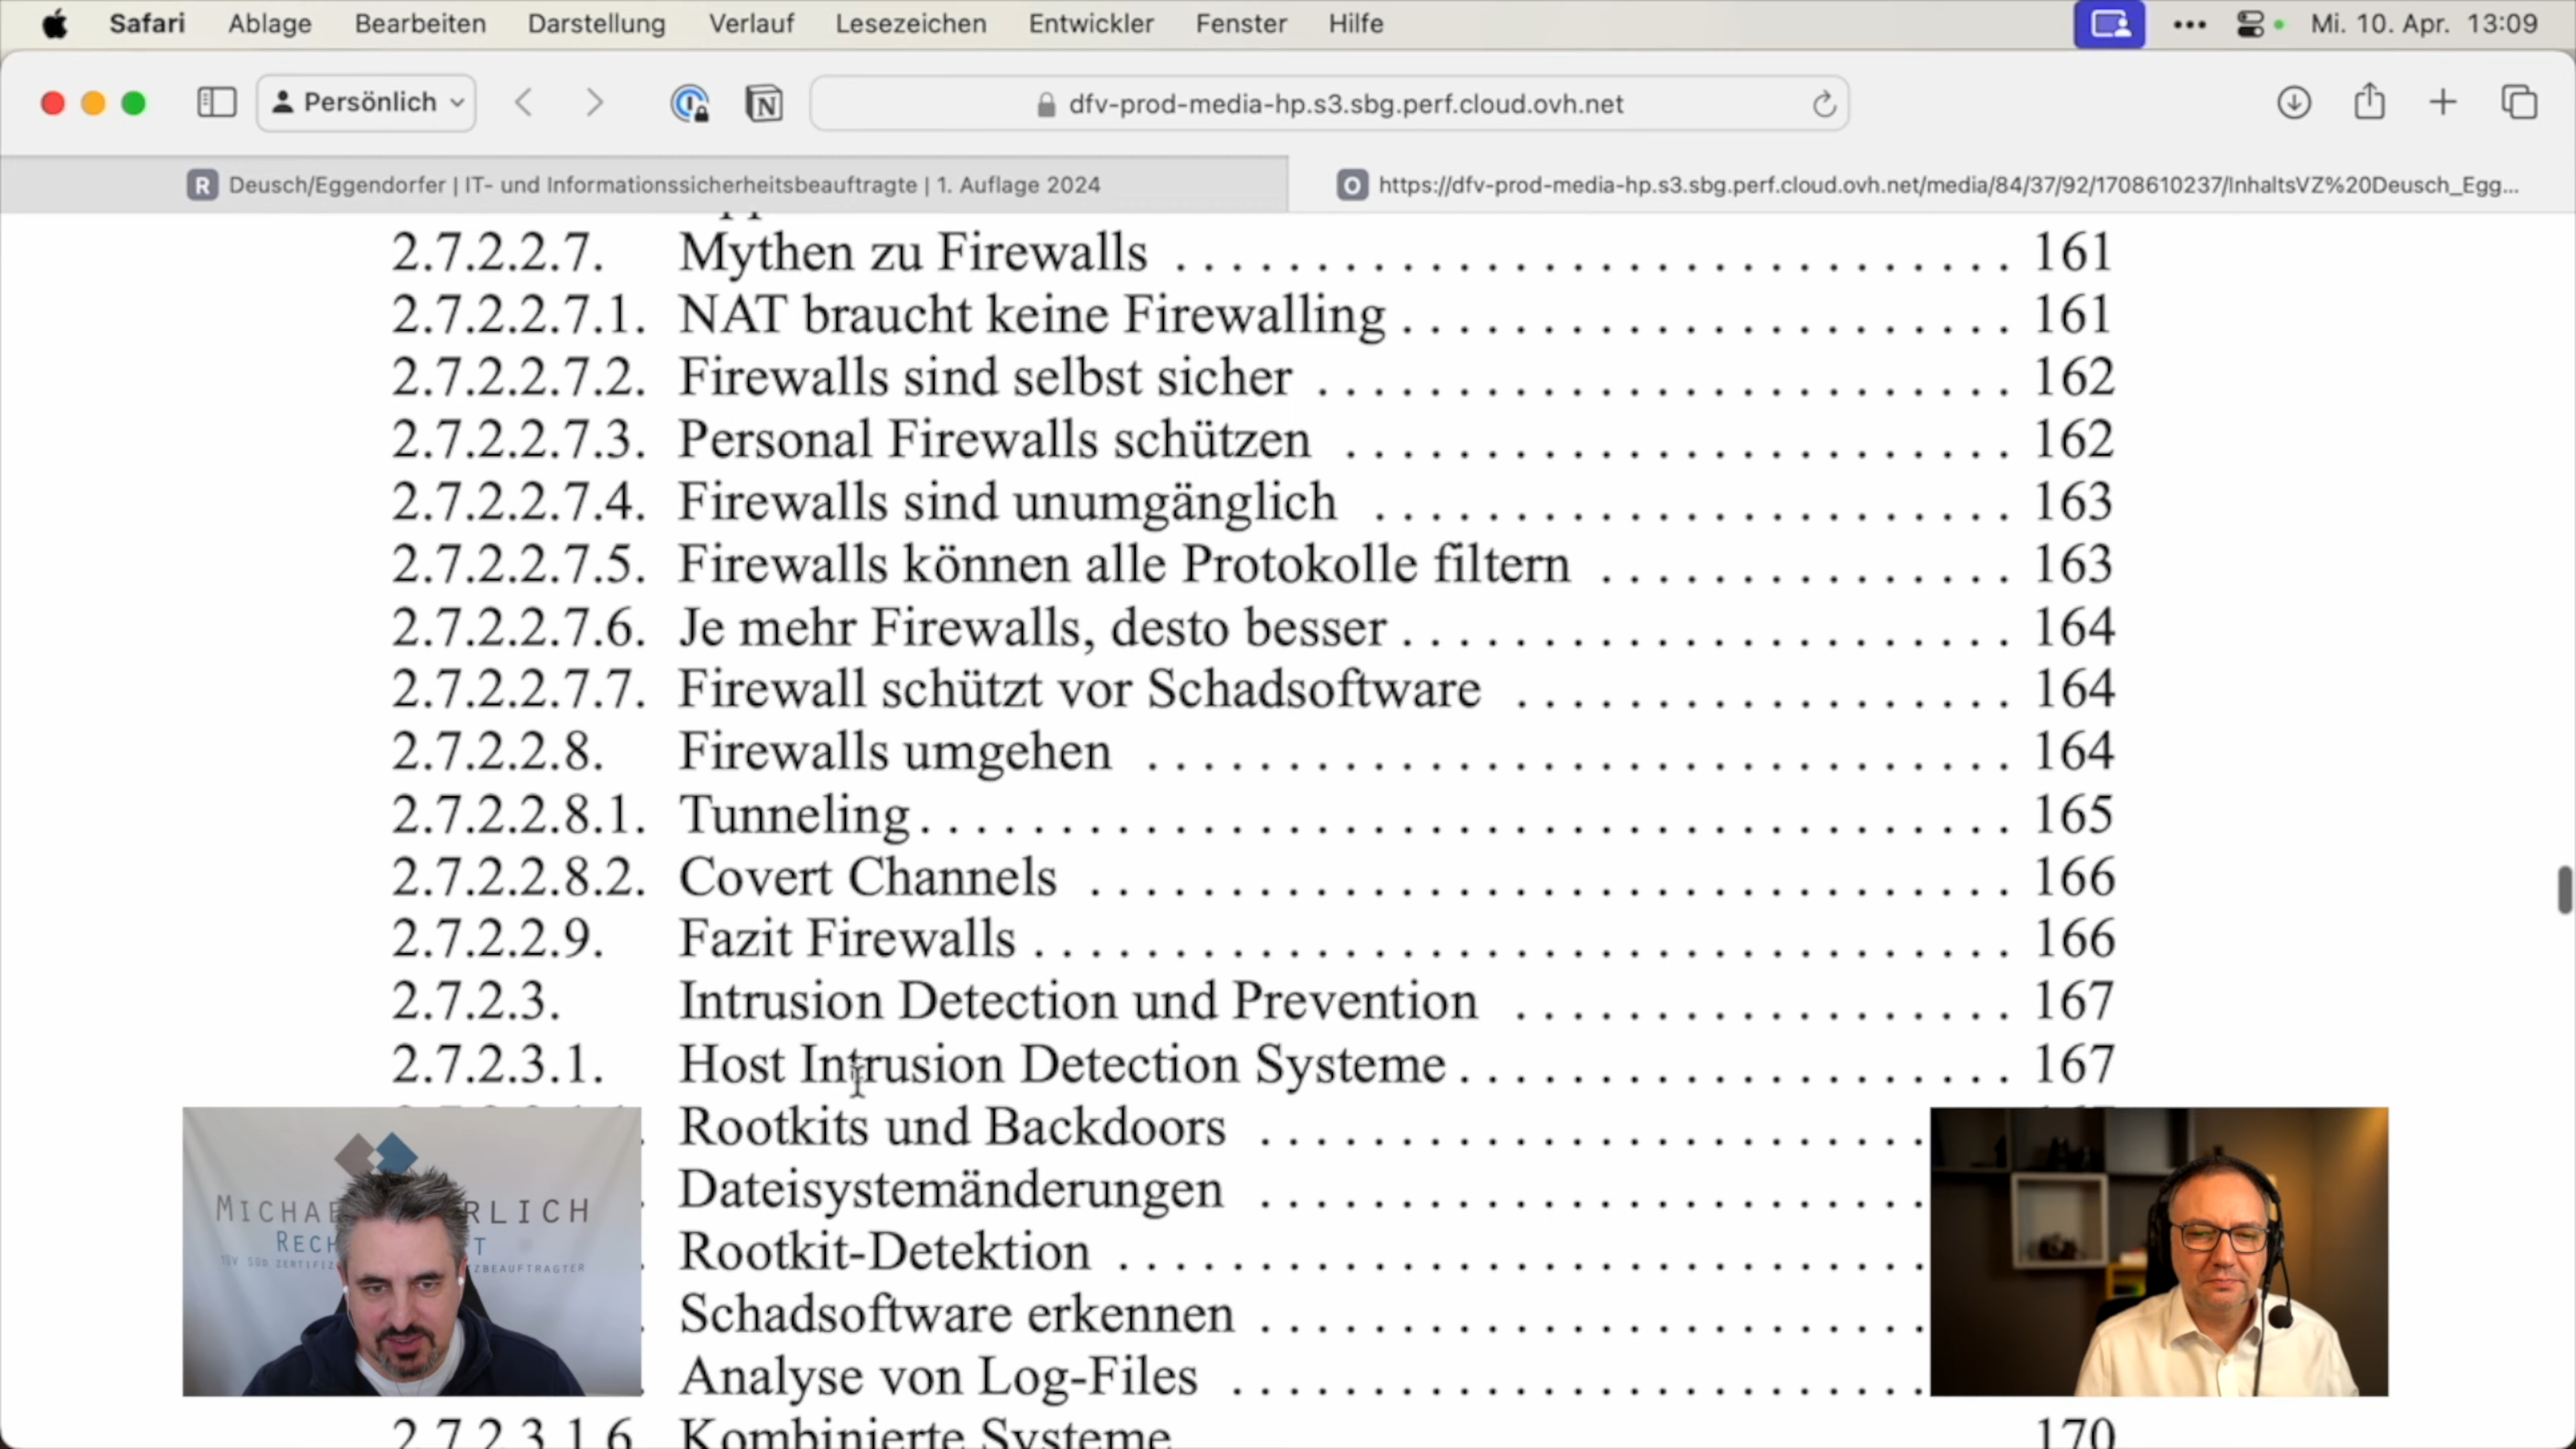 Safari Ablage Bearbeiten Darstellung Verlauf Lesezeichen Entwickler Fenster Hilfe Mi. 10. Apr. 13:09
Persönlich dfv-prod-media-hp.s3.sbg.perf.cloud.ovh.net
R Deusch/Eggendorfer | IT- und Informationssicherheitsbeauftragte | 1. Auflage 2024
O https://dfv-prod-media-hp.s3.sbg.perf.cloud.ovh.net/media/84/37/92/1708610237/InhaltsVZ%20Deusch_Egg...
2.7.2.2.7. Mythen zu Firewalls . . . . . . . . . . . . . . . . . . . . . . . . . . . . . . 161
2.7.2.2.7.1. NAT braucht keine Firewalling . . . . . . . . . . . . . . . . . . . . . . 161
2.7.2.2.7.2. Firewalls sind selbst sicher . . . . . . . . . . . . . . . . . . . . . . . . . 162
2.7.2.2.7.3. Personal Firewalls schützen . . . . . . . . . . . . . . . . . . . . . . . . 162
2.7.2.2.7.4. Firewalls sind unumgänglich . . . . . . . . . . . . . . . . . . . . . . . 163
2.7.2.2.7.5. Firewalls können alle Protokolle filtern . . . . . . . . . . . . . . . 163
2.7.2.2.7.6. Je mehr Firewalls, desto besser . . . . . . . . . . . . . . . . . . . . . . 164
2.7.2.2.7.7. Firewall schützt vor Schadsoftware . . . . . . . . . . . . . . . . . . 164
2.7.2.2.8. Firewalls umgehen . . . . . . . . . . . . . . . . . . . . . . . . . . . . . . . 164
2.7.2.2.8.1. Tunneling . . . . . . . . . . . . . . . . . . . . . . . . . . . . . . . . . . . . . . . 165
2.7.2.2.8.2. Covert Channels . . . . . . . . . . . . . . . . . . . . . . . . . . . . . . . . . 166
2.7.2.2.9. Fazit Firewalls . . . . . . . . . . . . . . . . . . . . . . . . . . . . . . . . . . . 166
2.7.2.3. Intrusion Detection und Prevention . . . . . . . . . . . . . . . . . . 167
2.7.2.3.1. Host Intrusion Detection Systeme . . . . . . . . . . . . . . . . . . . . 167
Rootkits und Backdoors . . . . . . . . . . . . . . . . . . . . . . . .
Dateisystemänderungen . . . . . . . . . . . . . . . . . . . . . . . .
Rootkit-Detektion . . . . . . . . . . . . . . . . . . . . . . . . . . . . .
Schadsoftware erkennen . . . . . . . . . . . . . . . . . . . . . . . .
Analyse von Log-Files . . . . . . . . . . . . . . . . . . . . . . . . .
2.7.2.3.1.6 Kombinierte Systeme 170